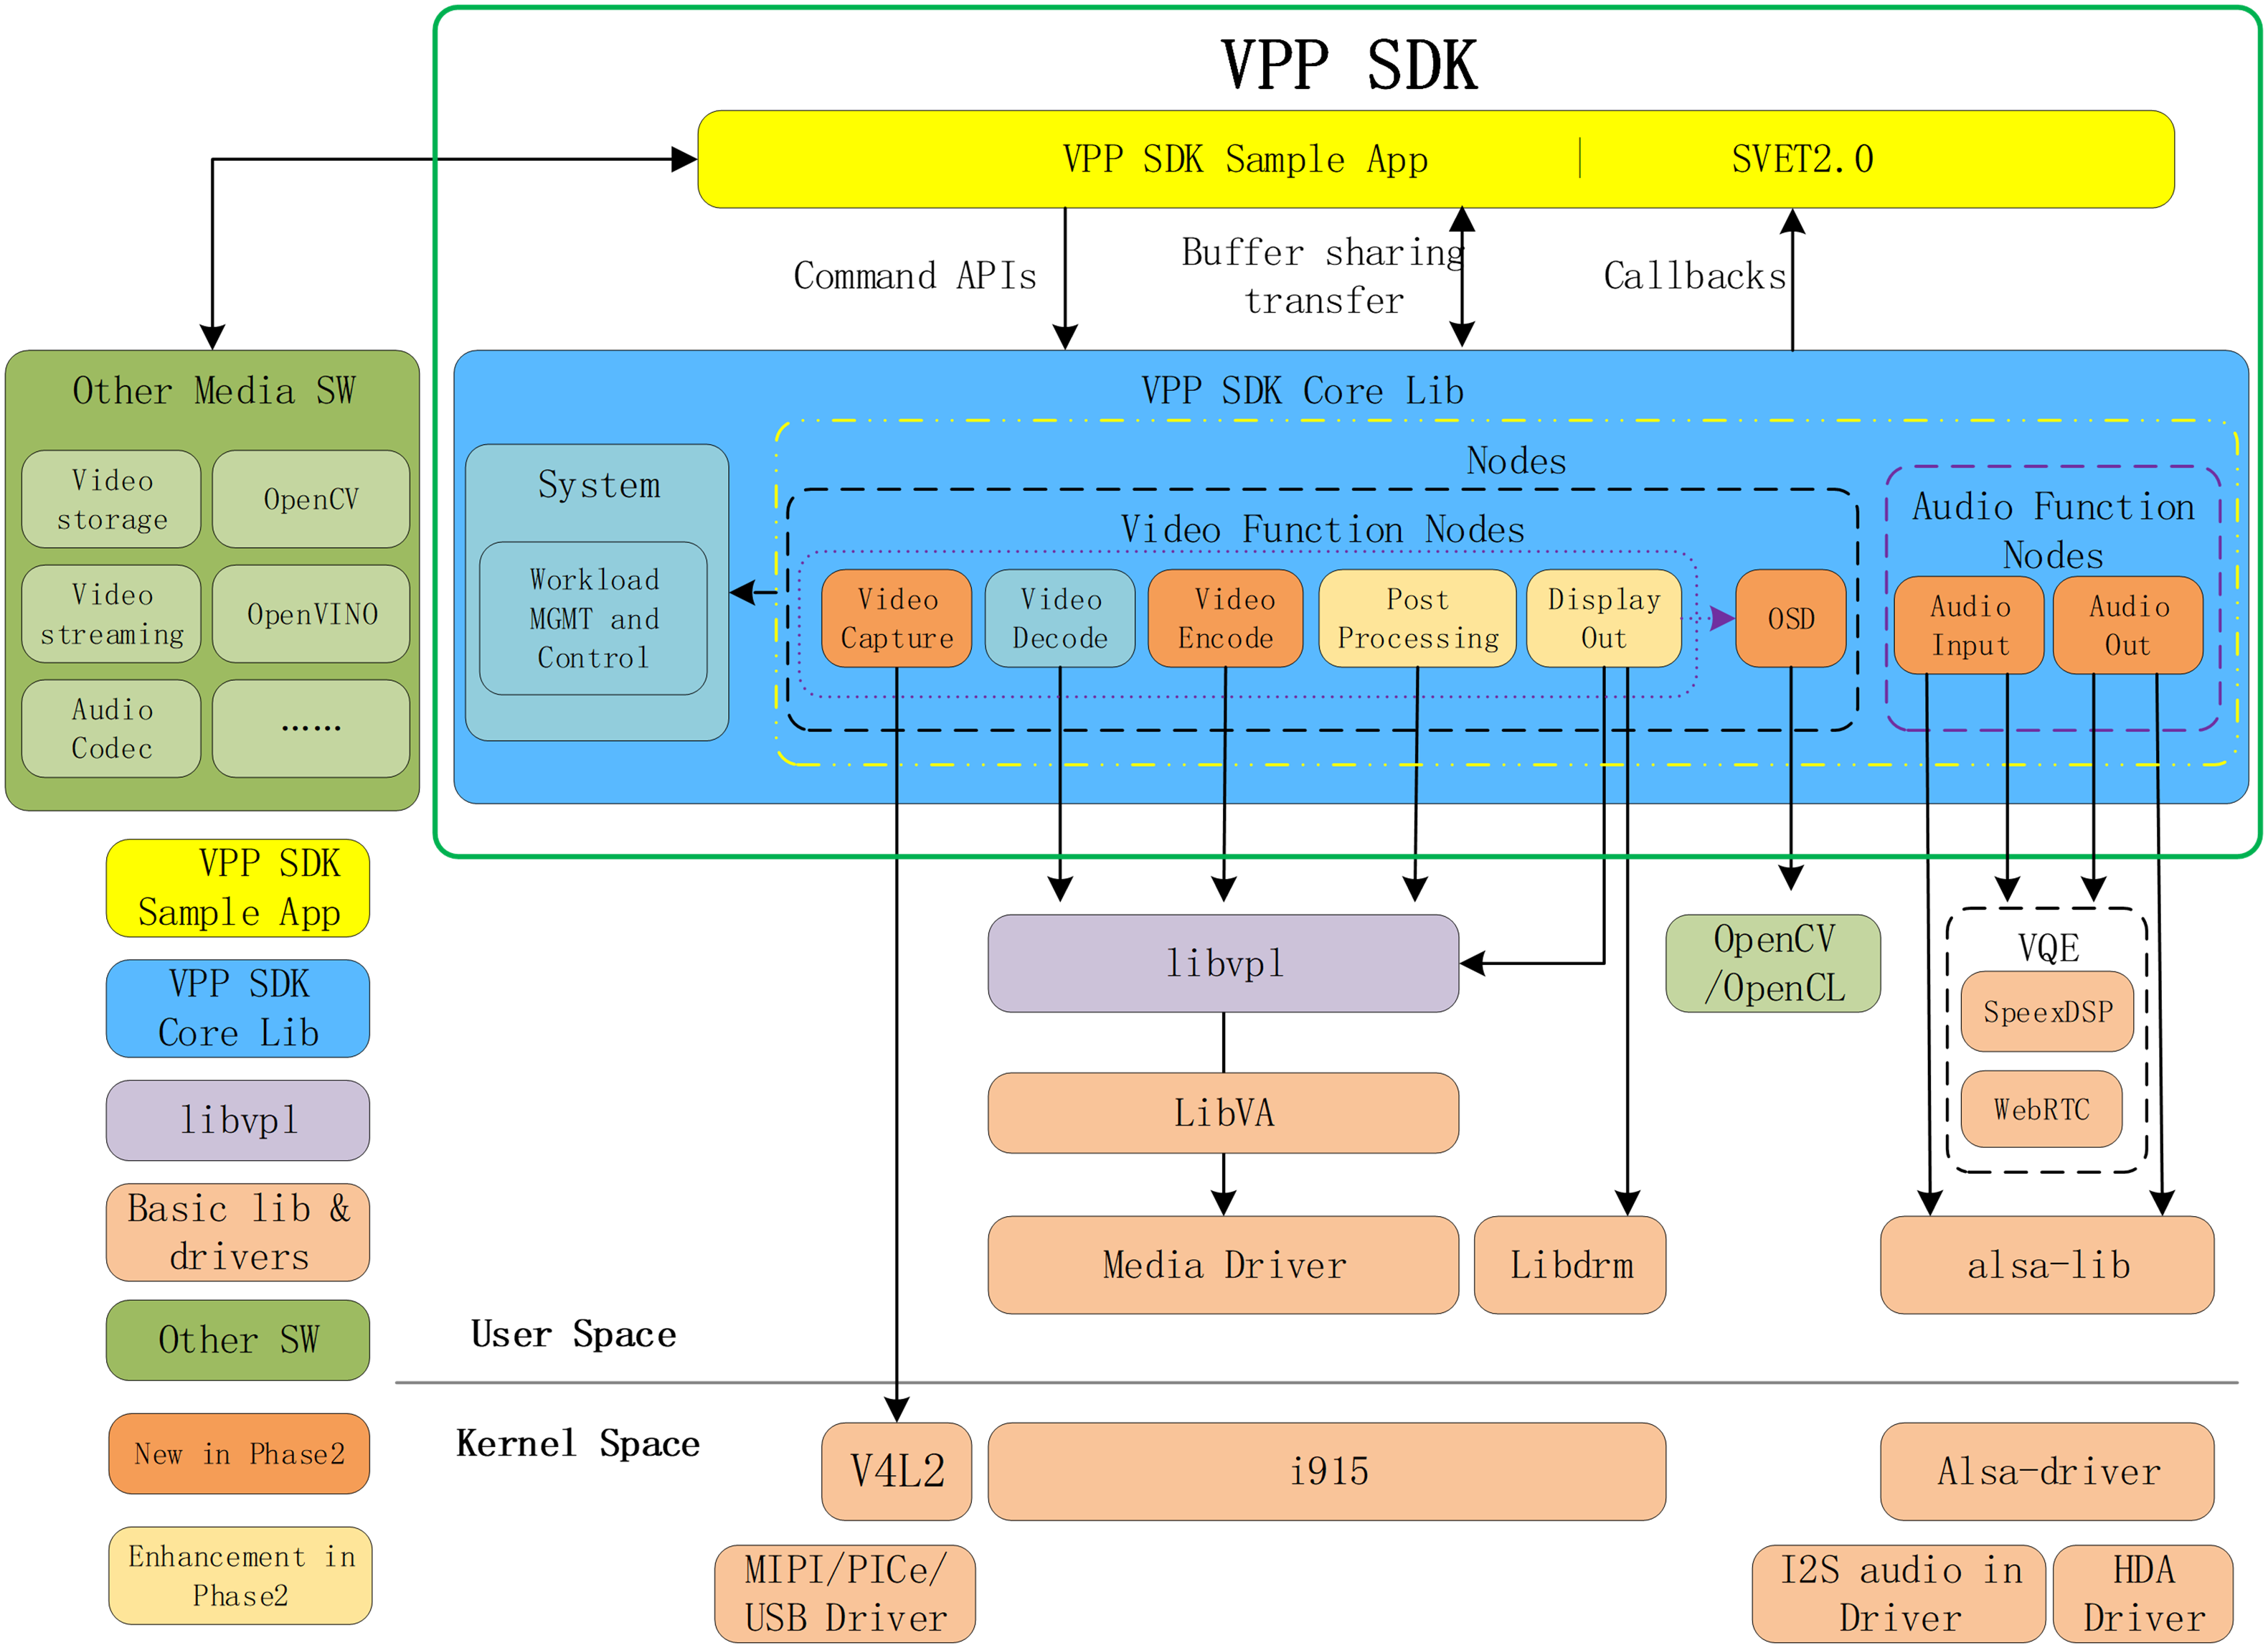 VPP SDK
VPP SDK Sample App | SVET2.0
Command APIs
Buffer sharing
transfer
Callbacks
Other Media SW
Video
storage
OpenCV
Video
streaming
OpenVINO
Audio
Codec
......
VPP SDK Core Lib
System
Workload
MGMT and
Control
Nodes
Video Function Nodes
Video
Capture
Video
Decode
Video
Encode
Post
Processing
Display
Out
OSD
Audio Function
Nodes
Audio
Input
Audio
Out
VPP SDK
Sample App
VPP SDK
Core Lib
libvpl
Basic lib &
drivers
Other SW
New in Phase2
Enhancement in
Phase2
libvpl
OpenCV
/OpenCL
VQE
SpeexDSP
WebRTC
LibVA
Media Driver
Libdrm
alsa-lib
User Space
Kernel Space
V4L2
i915
Alsa-driver
MIPI/PICe/
USB Driver
I2S audio in
Driver
HDA
Driver